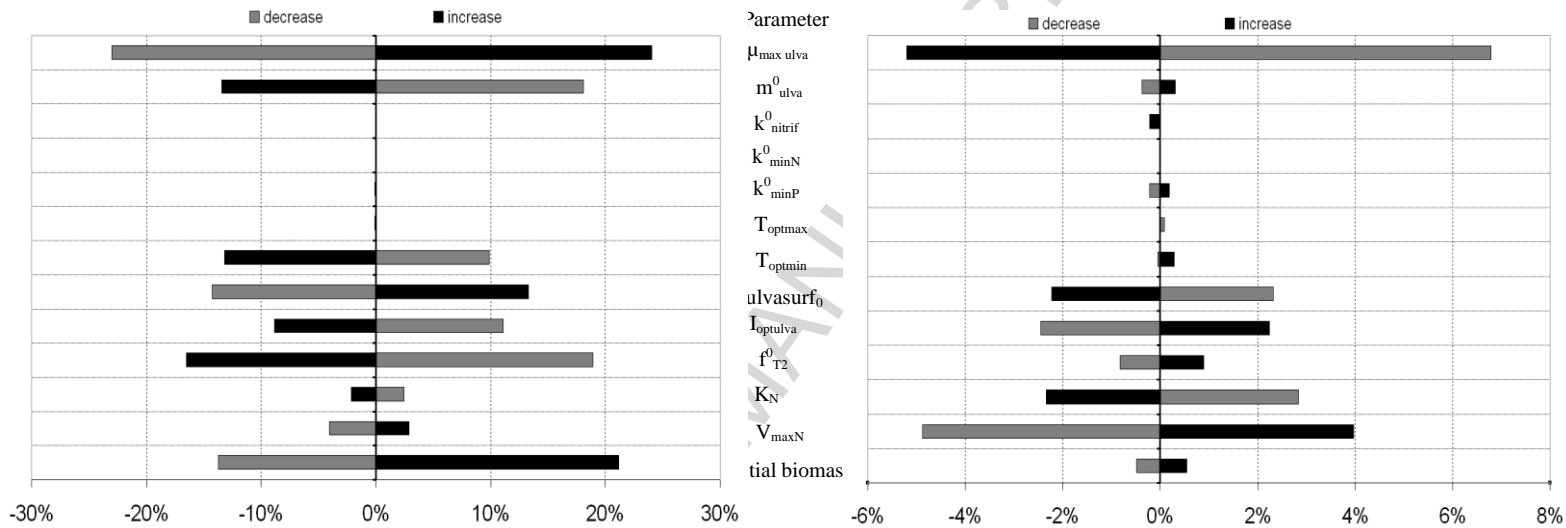 decrease increase
-30% -20% -10% 0% 10% 20% 30%
Parameter
μmax ulva
m⁰ulva
k⁰nitrif
k⁰minN
k⁰minP
Toptmax
Toptmin
ulvasurf₀
Ioptulva
f⁰T2
KN
VmaxN
tial biomas
decrease increase
-6% -4% -2% 0% 2% 4% 6% 8%
MANU